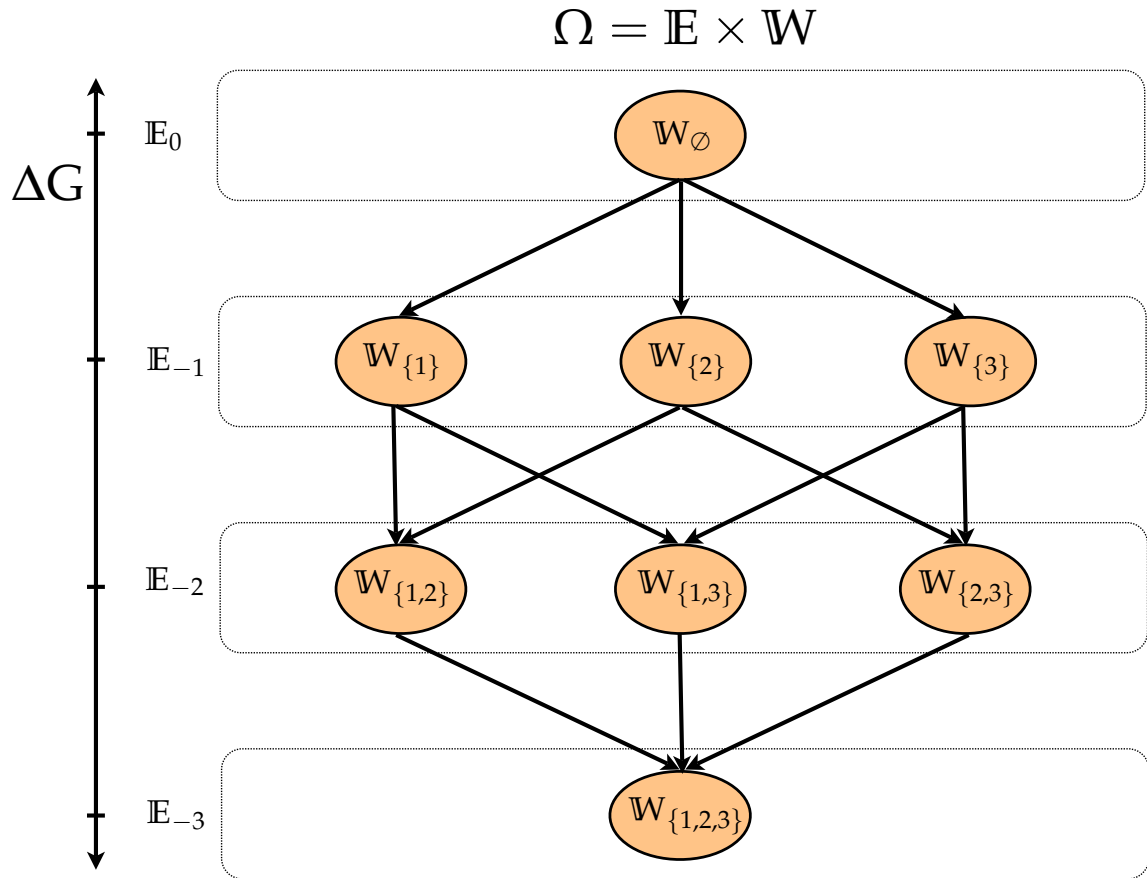 Ω = 𝔼 × 𝕎
𝔼₀
𝕎_∅
ΔG
𝔼₋₁
𝕎_{1}
𝕎_{2}
𝕎_{3}
𝔼₋₂
𝕎_{1,2}
𝕎_{1,3}
𝕎_{2,3}
𝔼₋₃
𝕎_{1,2,3}